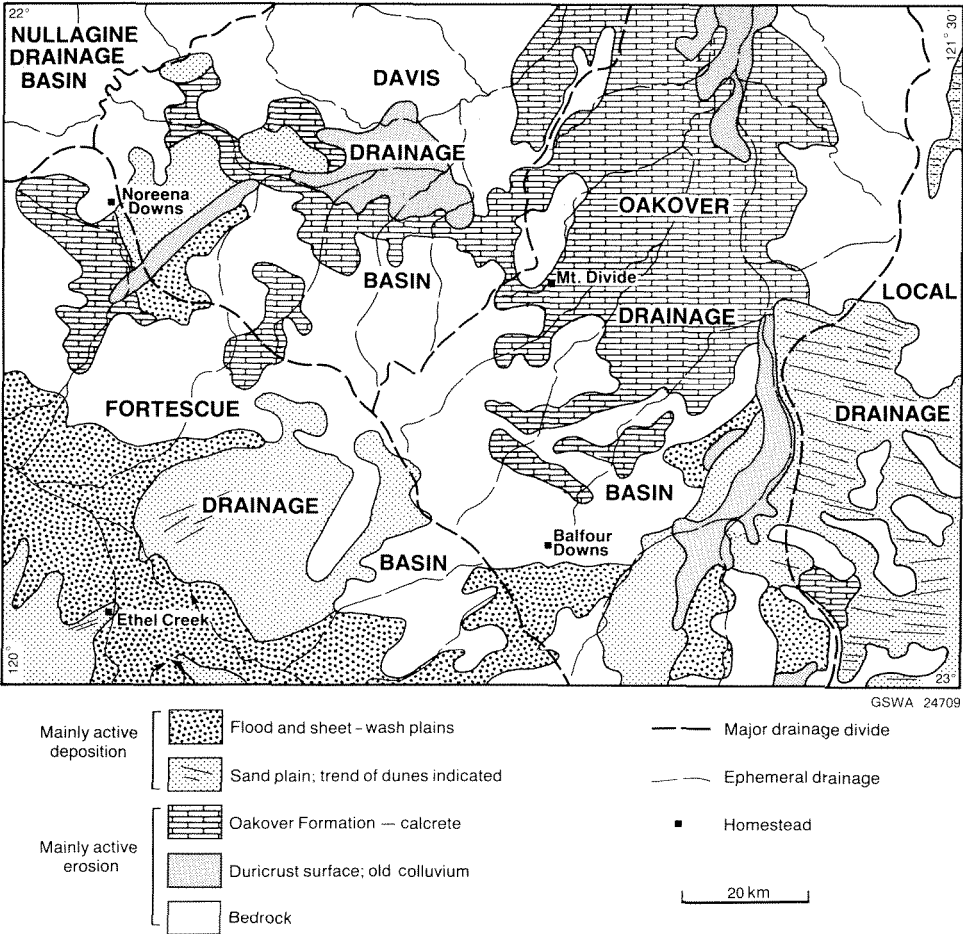 22°
121° 30'
NULLAGINE
DRAINAGE
BASIN
DAVIS
DRAINAGE
BASIN
Noreena
Downs
OAKOVER
Mt. Divide
DRAINAGE
LOCAL
FORTESCUE
DRAINAGE
DRAINAGE
BASIN
BASIN
Balfour
Downs
Ethel Creek
120°
23°
GSWA 24709
Mainly active
deposition
Flood and sheet-wash plains
Sand plain; trend of dunes indicated
Mainly active
erosion
Oakover Formation — calcrete
Duricrust surface; old colluvium
Bedrock
Major drainage divide
Ephemeral drainage
Homestead
20 km